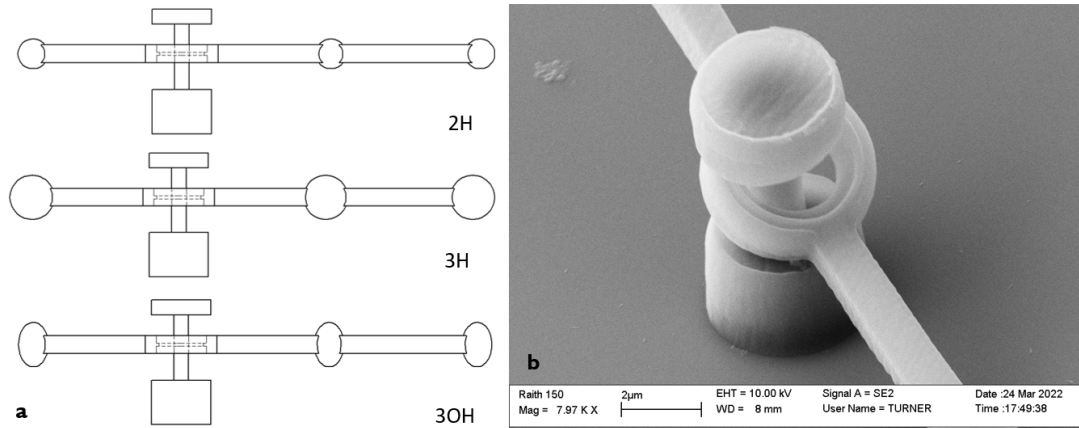 2H
3H
3OH
a
b
Raith 150
Mag = 7.97 K X
2µm
EHT = 10.00 kV
WD = 8 mm
Signal A = SE2
User Name = TURNER
Date :24 Mar 2022
Time :17:49:38